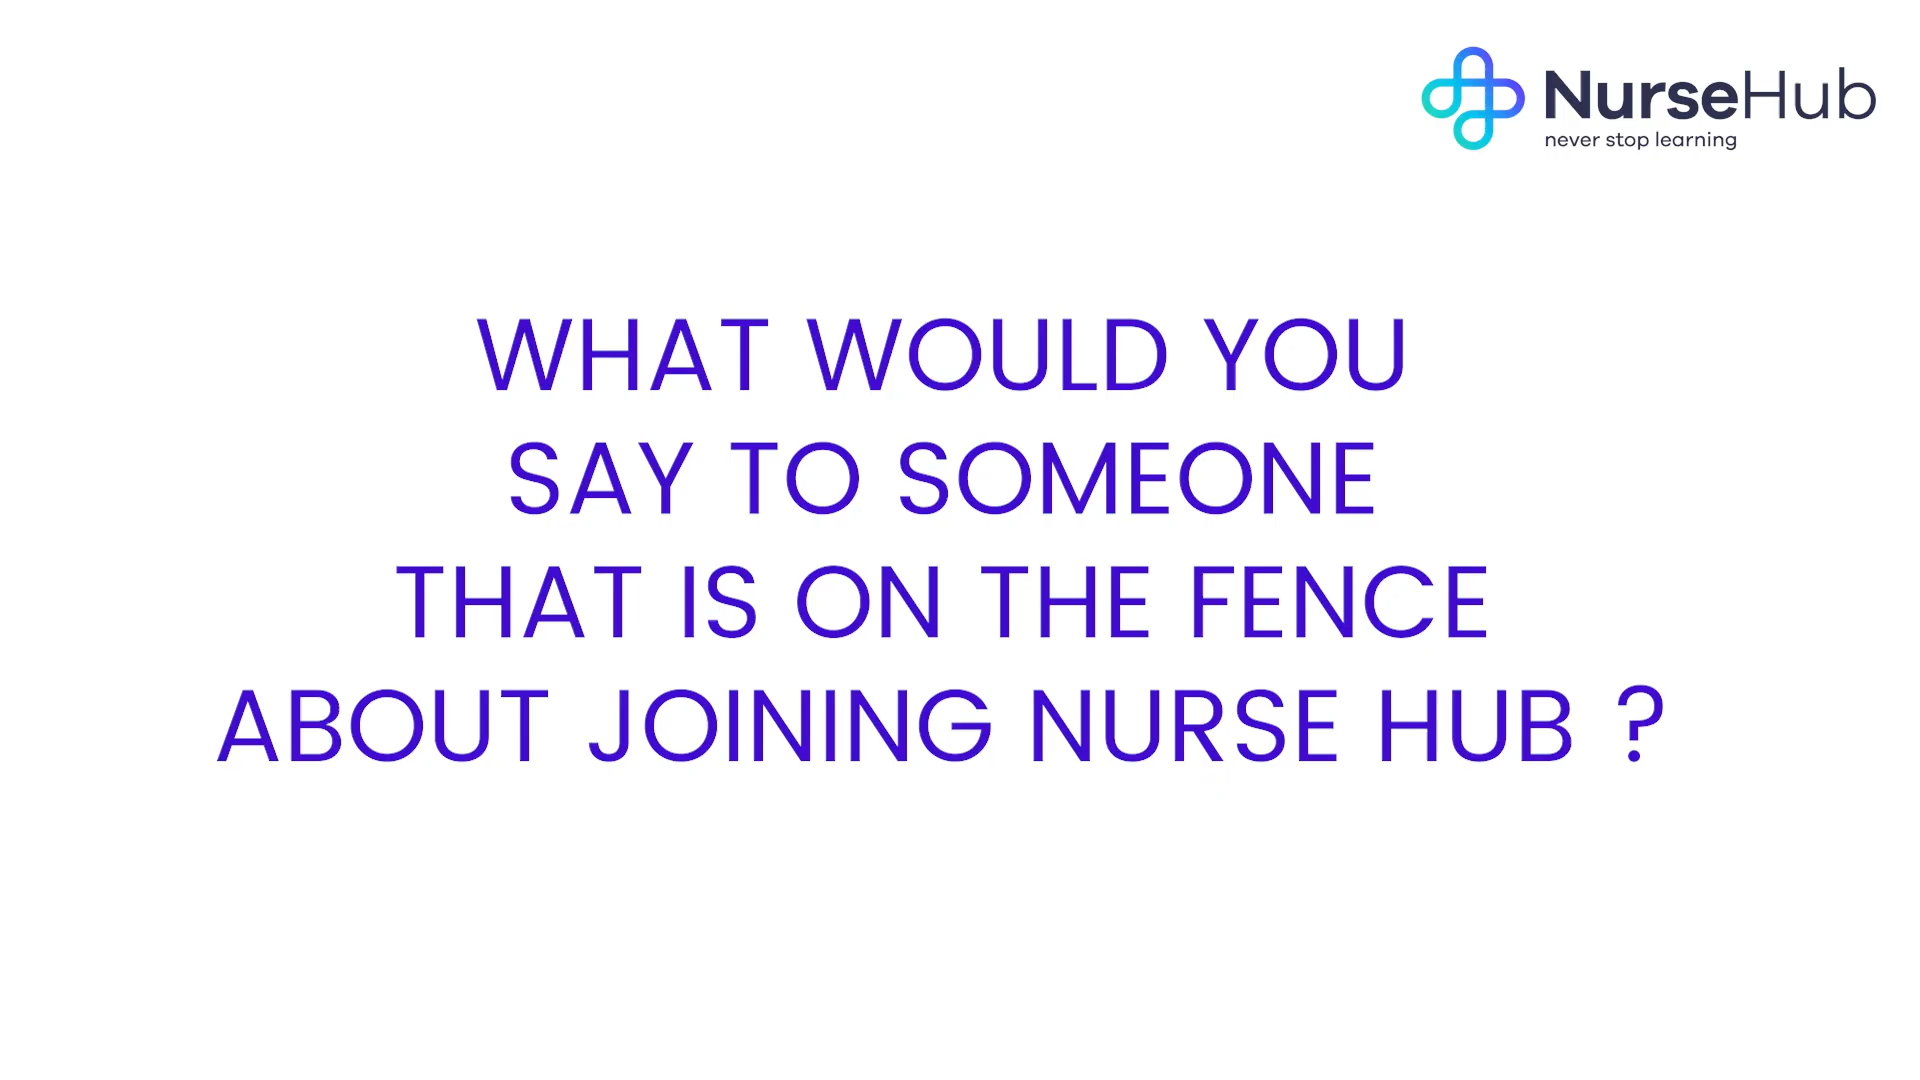 NurseHub
never stop learning
WHAT WOULD YOU
SAY TO SOMEONE
THAT IS ON THE FENCE
ABOUT JOINING NURSE HUB ?